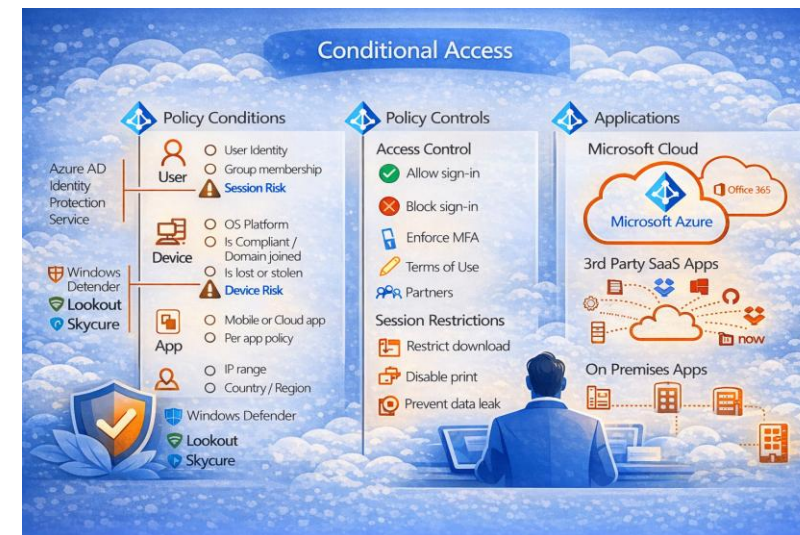 Conditional Access
Policy Conditions
Azure AD
Identity
Protection
Service
User
User Identity
Group membership
Session Risk
Device
OS Platform
Is Compliant /
Domain joined
Is lost or stolen
Device Risk
Windows
Defender
Lookout
Skycure
App
Mobile or Cloud app
Per app policy
IP range
Country / Region
Windows Defender
Lookout
Skycure
Policy Controls
Access Control
Allow sign-in
Block sign-in
Enforce MFA
Terms of Use
Partners
Session Restrictions
Restrict download
Disable print
Prevent data leak
Applications
Microsoft Cloud
Office 365
Microsoft Azure
3rd Party SaaS Apps
now
On Premises Apps